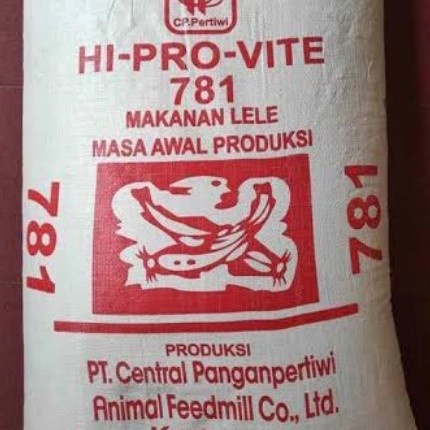 CP.Pertiwi
HI-PRO-VITE
781
MAKANAN LELE
MASA AWAL PRODUKSI
781
781
PRODUKSI
PT. Central Panganpertiwi
Animal Feedmill Co., Ltd.